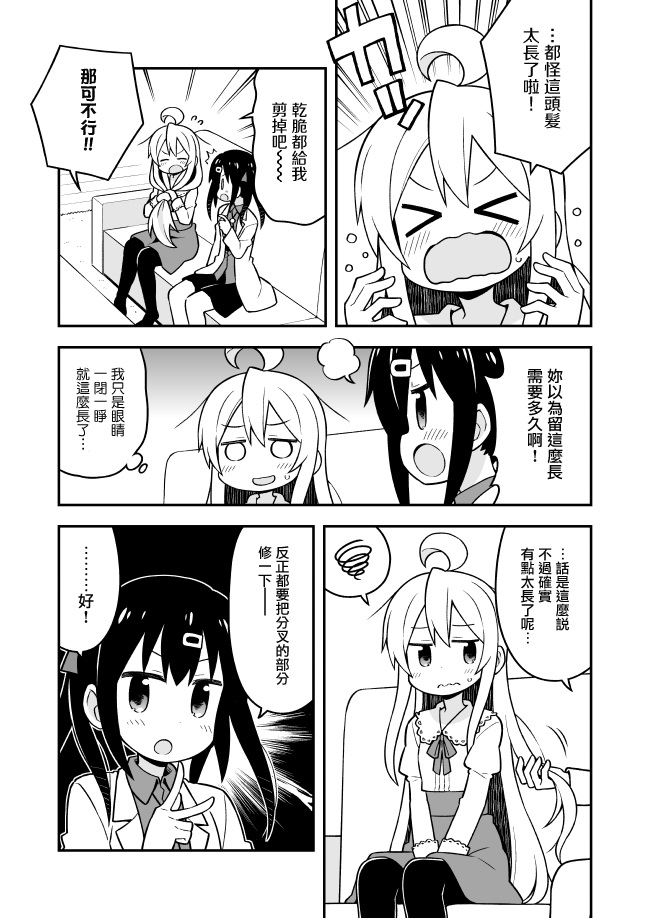 …都怪這頭髮
太長了啦！
カアッ!!
乾脆都給我
剪掉吧~~~
那可不行!!
妳以為留這麼長
需要多久啊！
我只是眼睛
一閉一睜
就這麼長了…
…話是這麼說
不過確實
有點太長了呢…
反正都要把分叉的部分
修一下──
………好！